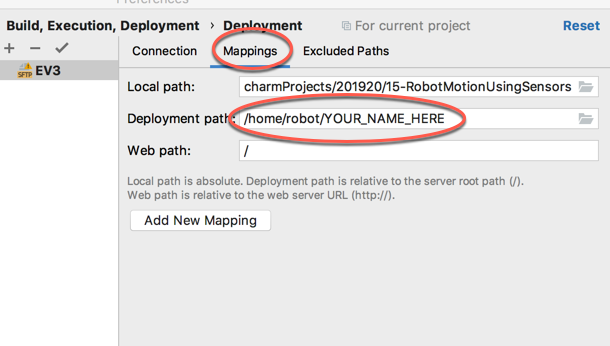 Preferences
Build, Execution, Deployment › Deployment For current project Reset
Connection Mappings Excluded Paths
SFTP EV3
Local path: charmProjects/201920/15-RobotMotionUsingSensors
Deployment path: /home/robot/YOUR_NAME_HERE
Web path: /
Local path is absolute. Deployment path is relative to the server root path (/).
Web path is relative to the web server URL (http://).
Add New Mapping